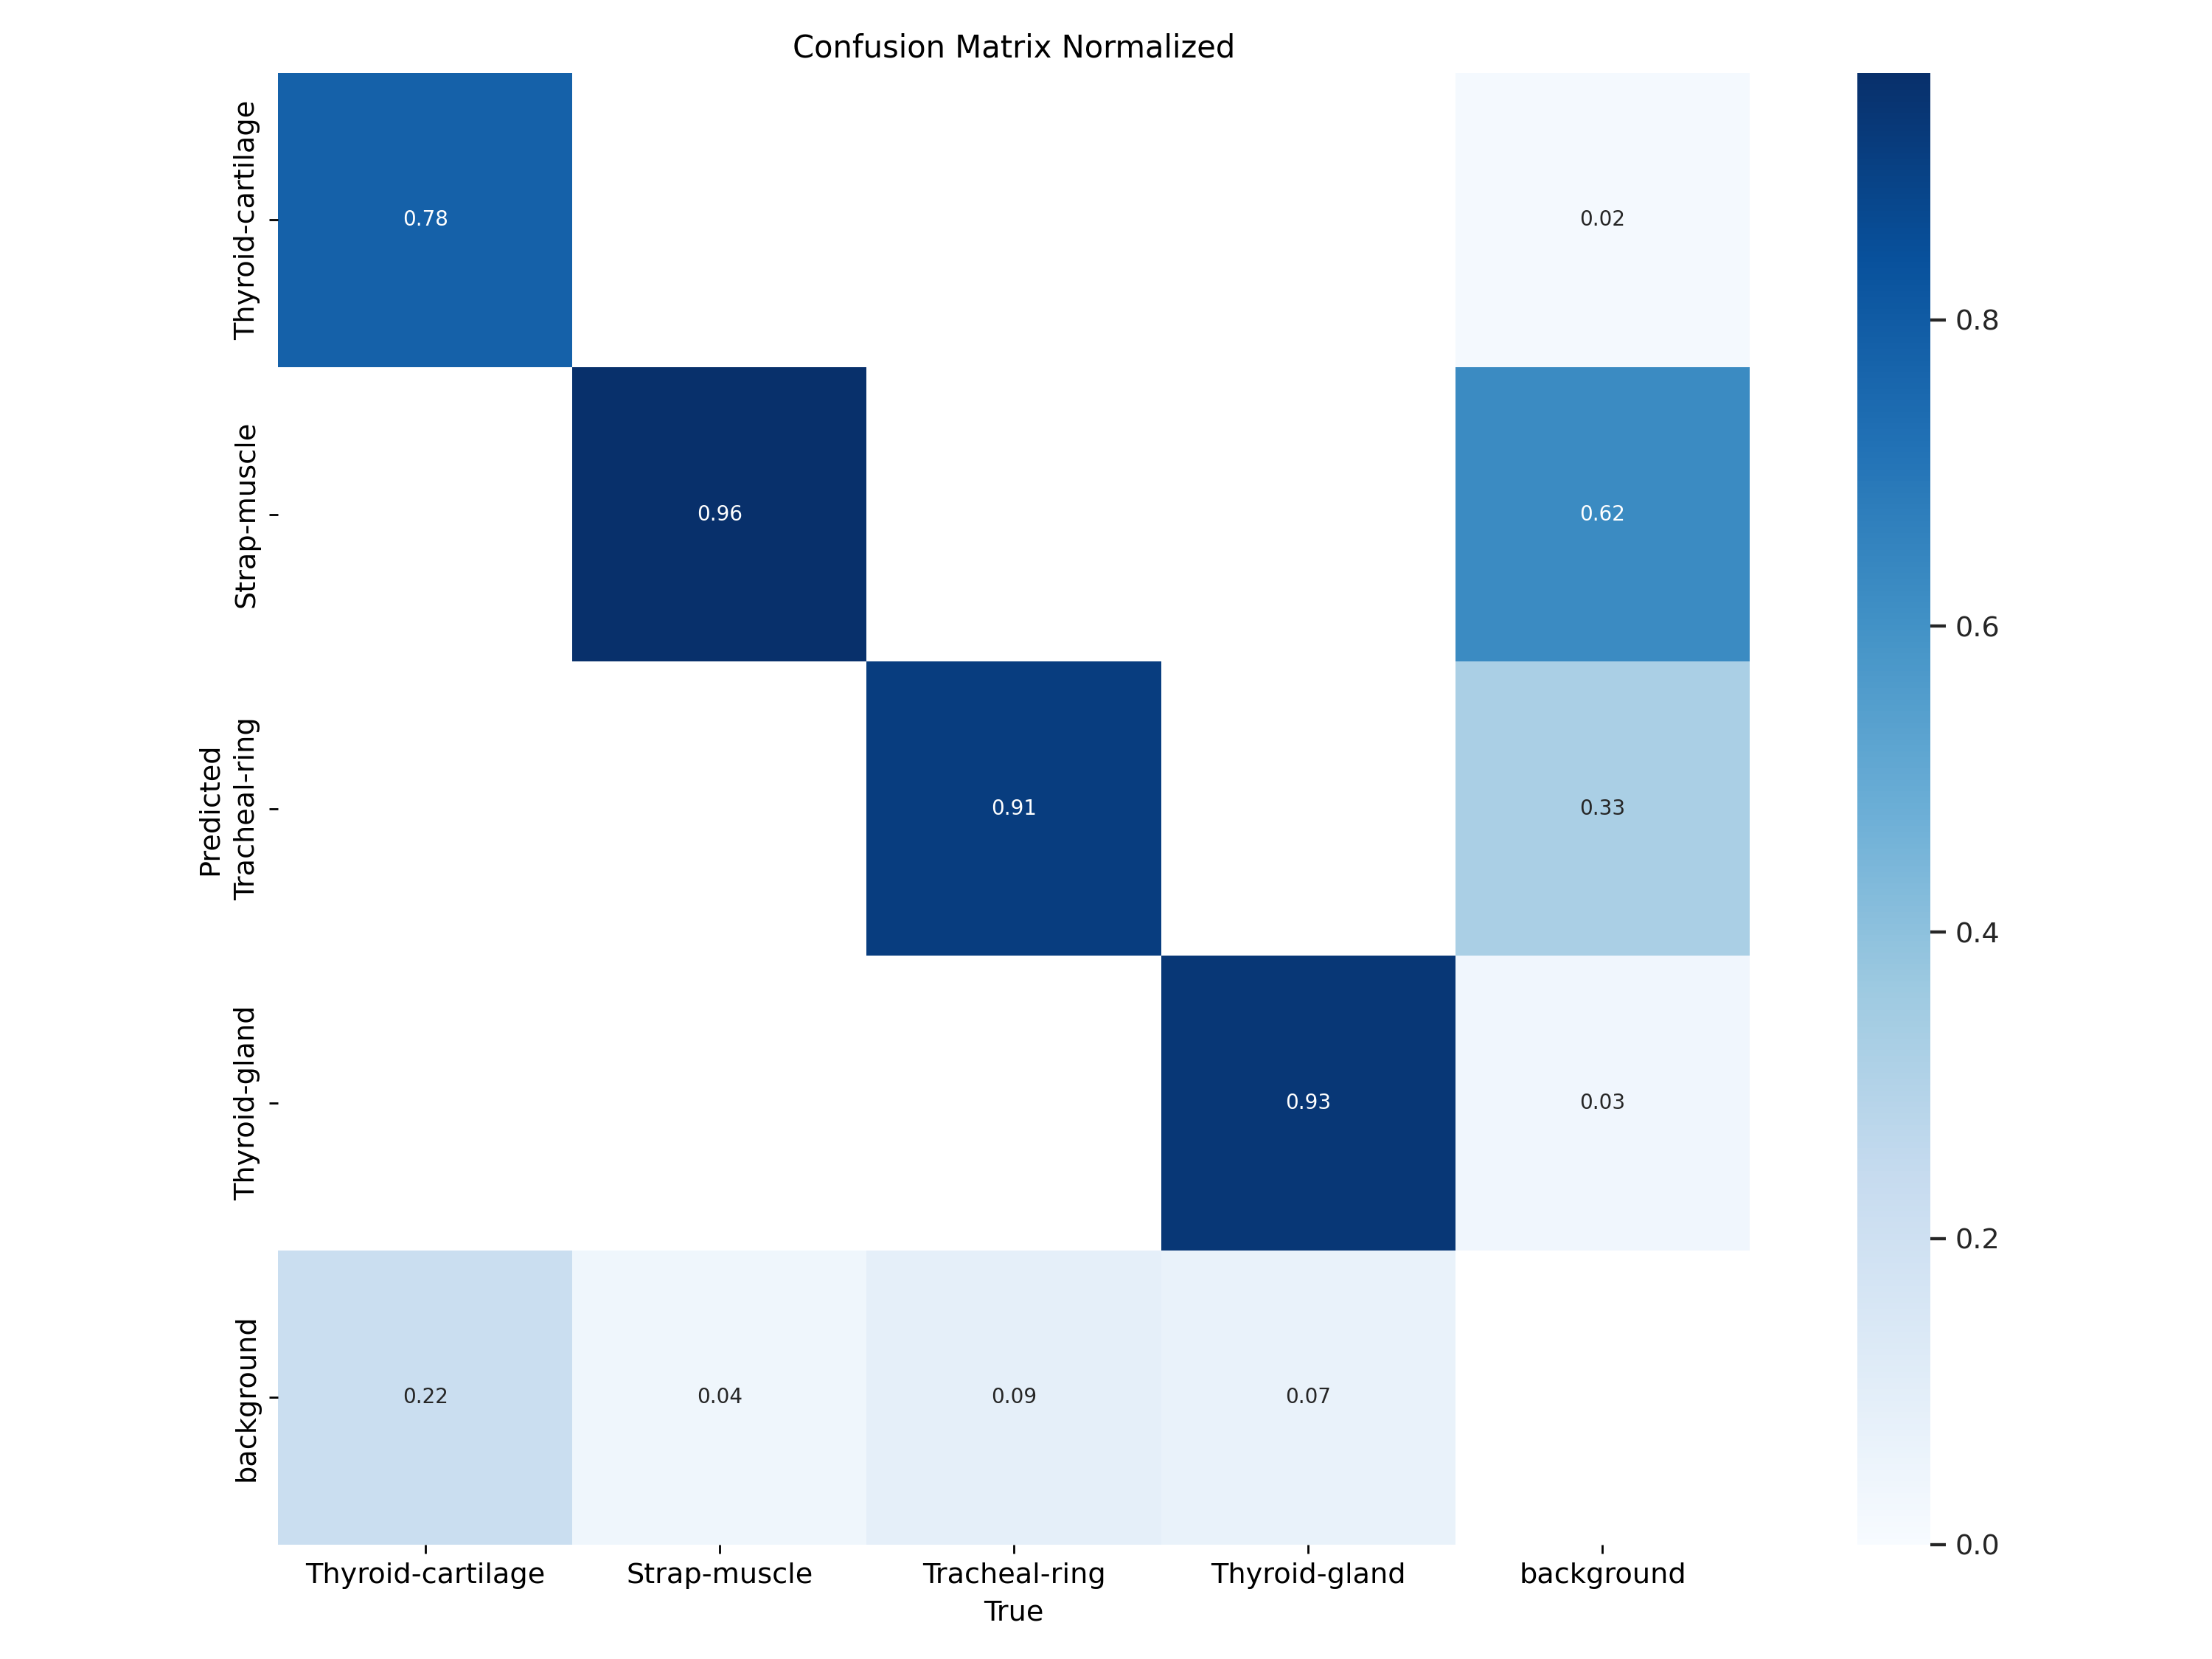 Confusion Matrix Normalized
Predicted
Thyroid-cartilage
0.78
0.02
Strap-muscle
0.96
0.62
Tracheal-ring
0.91
0.33
Thyroid-gland
0.93
0.03
background
0.22
0.04
0.09
0.07
Thyroid-cartilage
Strap-muscle
Tracheal-ring
Thyroid-gland
background
True
0.8
0.6
0.4
0.2
0.0